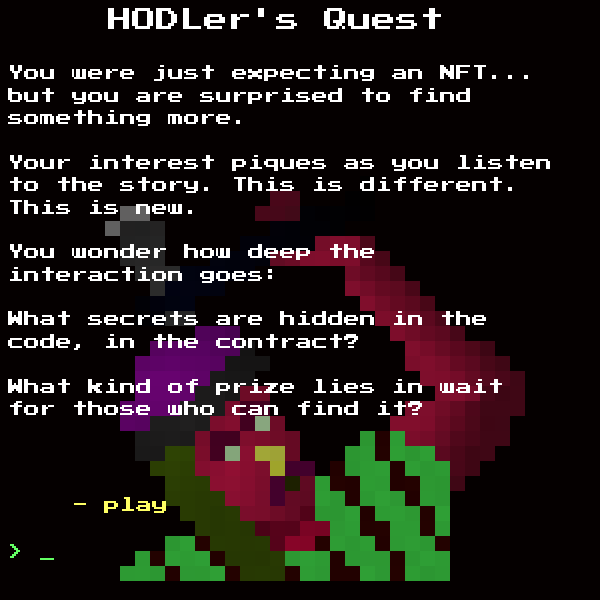 HODLer's Quest
You were just expecting an NFT...
but you are surprised to find
something more.
Your interest piques as you listen
to the story. This is different.
This is new.
You wonder how deep the
interaction goes:
What secrets are hidden in the
code, in the contract?
What kind of prize lies in wait
for those who can find it?
- play
> _